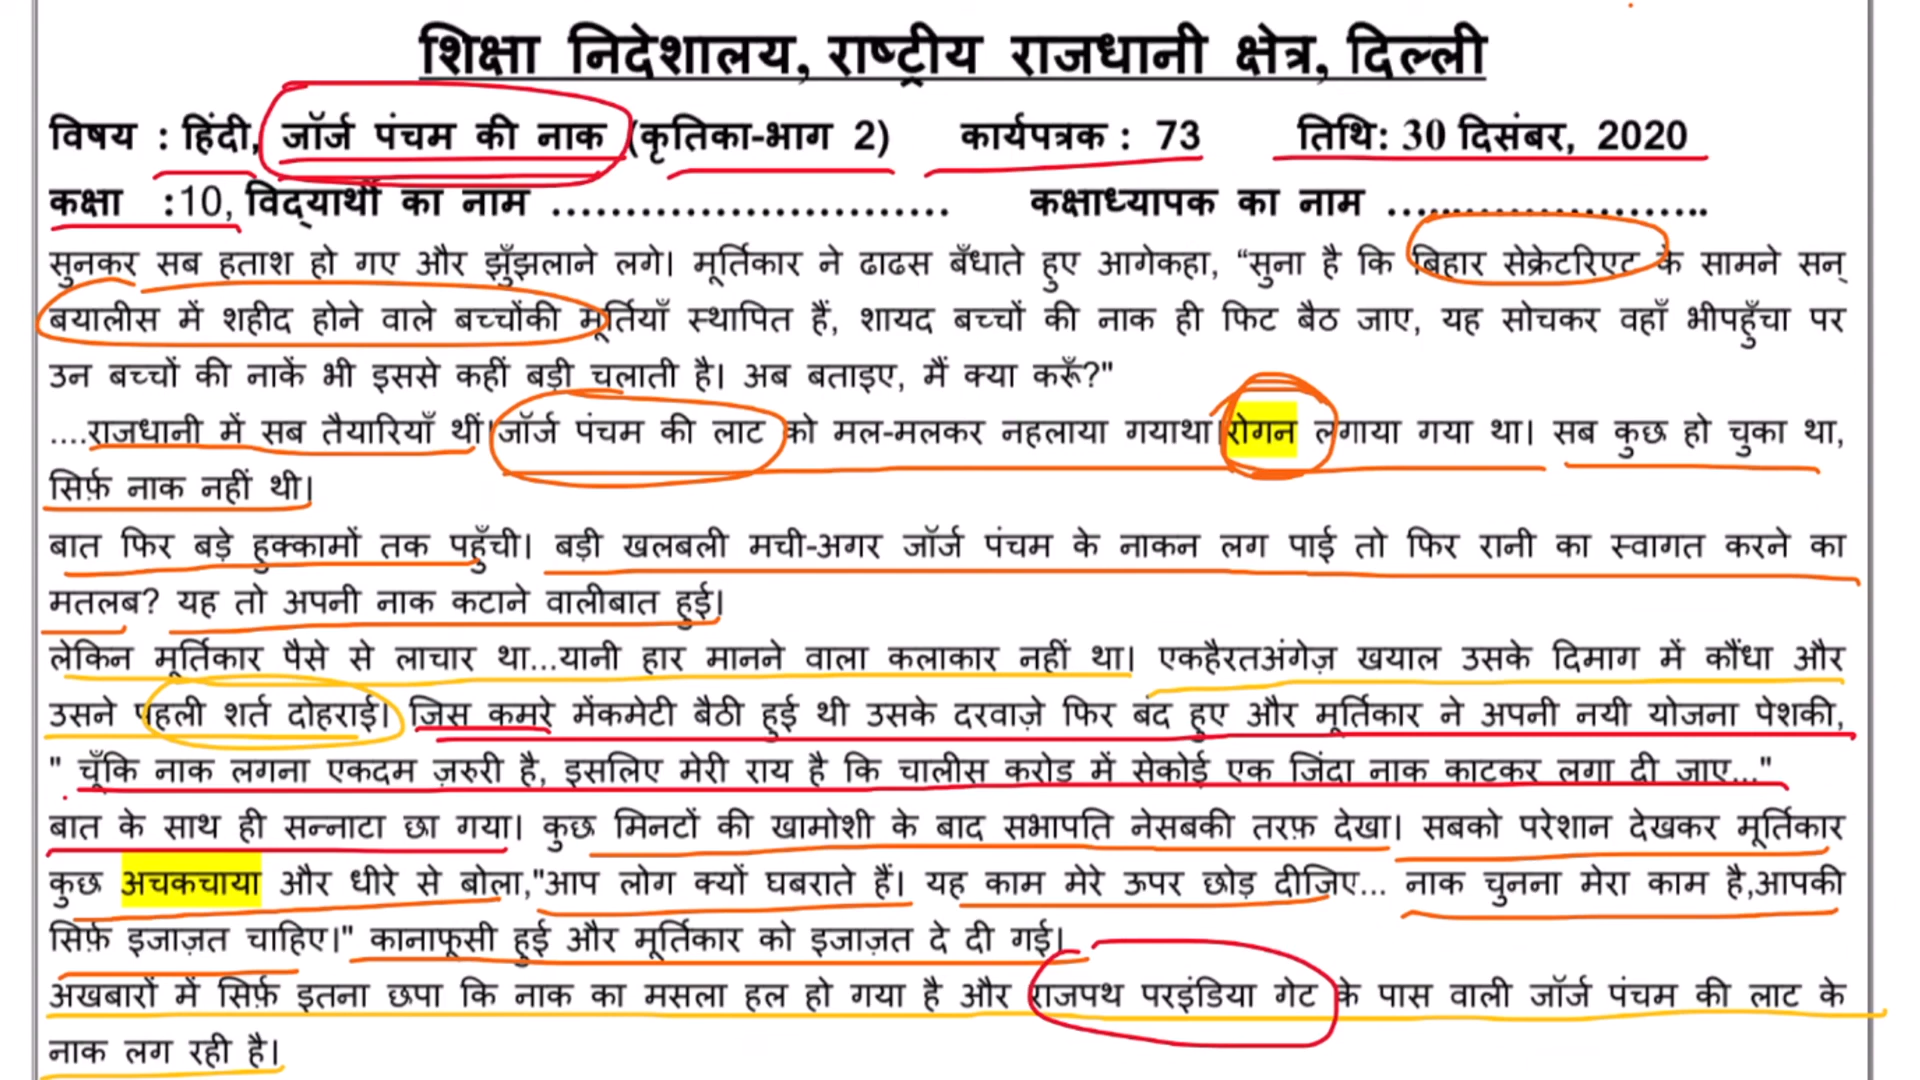 शिक्षा निदेशालय, राष्ट्रीय राजधानी क्षेत्र, दिल्ली
विषय : हिंदी, जॉर्ज पंचम की नाक (कृतिका-भाग 2) कार्यपत्रक : 73 तिथि: 30 दिसंबर, 2020
कक्षा :10, विद्यार्थी का नाम ........................... कक्षाध्यापक का नाम ........................
सुनकर सब हताश हो गए और झुँझलाने लगे। मूर्तिकार ने ढाढस बँधाते हुए आगेकहा, “सुना है कि बिहार सेक्रेटरिएट के सामने सन्
बयालीस में शहीद होने वाले बच्चोंकी मूर्तियाँ स्थापित हैं, शायद बच्चों की नाक ही फिट बैठ जाए, यह सोचकर वहाँ भीपहुँचा पर
उन बच्चों की नाकें भी इससे कहीं बड़ी चलाती है। अब बताइए, मैं क्या करूँ?"
....राजधानी में सब तैयारियाँ थीं।जॉर्ज पंचम की लाट को मल-मलकर नहलाया गयाथा।रोगन लगाया गया था। सब कुछ हो चुका था,
सिर्फ़ नाक नहीं थी।
बात फिर बड़े हुक्कामों तक पहुँची। बड़ी खलबली मची-अगर जॉर्ज पंचम के नाकन लग पाई तो फिर रानी का स्वागत करने का
मतलब? यह तो अपनी नाक कटाने वालीबात हुई।
लेकिन मूर्तिकार पैसे से लाचार था...यानी हार मानने वाला कलाकार नहीं था। एकहैरतअंगेज़ खयाल उसके दिमाग में कौंधा और
उसने पहली शर्त दोहराई। जिस कमरे मेंकमेटी बैठी हुई थी उसके दरवाज़े फिर बंद हुए और मूर्तिकार ने अपनी नयी योजना पेशकी,
" चूँकि नाक लगना एकदम ज़रुरी है, इसलिए मेरी राय है कि चालीस करोड में सेकोई एक जिंदा नाक काटकर लगा दी जाए..."
बात के साथ ही सन्नाटा छा गया। कुछ मिनटों की खामोशी के बाद सभापति नेसबकी तरफ़ देखा। सबको परेशान देखकर मूर्तिकार
कुछ अचकचाया और धीरे से बोला,"आप लोग क्यों घबराते हैं। यह काम मेरे ऊपर छोड़ दीजिए... नाक चुनना मेरा काम है,आपकी
सिर्फ़ इजाज़त चाहिए।" कानाफूसी हुई और मूर्तिकार को इजाज़त दे दी गई।
अखबारों में सिर्फ़ इतना छपा कि नाक का मसला हल हो गया है और राजपथ परइंडिया गेट के पास वाली जॉर्ज पंचम की लाट के
नाक लग रही है।